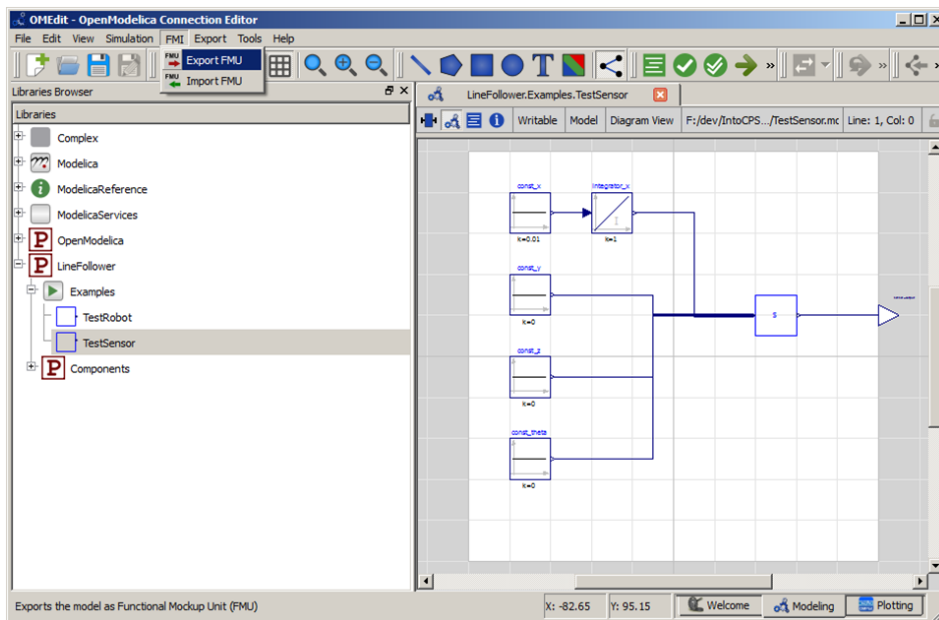 OMEdit - OpenModelica Connection Editor
File Edit View Simulation FMI Export Tools Help
FMU Export FMU
FMU Import FMU
T
»
»
»
Libraries Browser
LineFollower.Examples.TestSensor
Libraries
Writable Model Diagram View F:/dev/IntoCPS.../TestSensor.mc Line: 1, Col: 0
Complex
Modelica
i ModelicaReference
ModelicaServices
P OpenModelica
P LineFollower
Examples
TestRobot
TestSensor
P Components
const_x integrator_x
I
k=0.01 k=1
const_y
k=0
s
const_z
k=0
const_theta
k=0
Exports the model as Functional Mockup Unit (FMU)
X: -82.65 Y: 95.15 Welcome Modeling Plotting